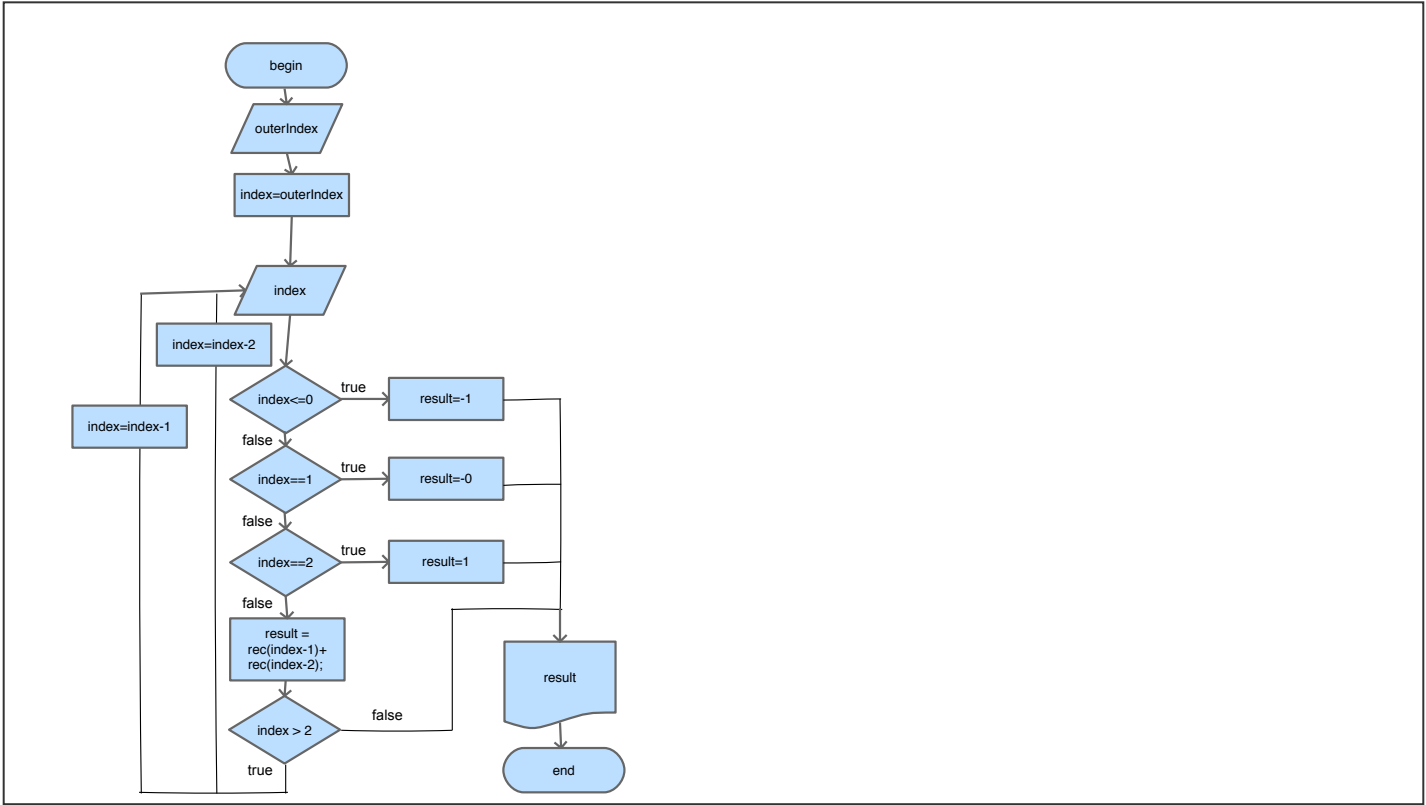 begin
outerIndex
index=outerIndex
index
index=index-2
index=index-1
index<=0
true
result=-1
false
index==1
true
result=-0
false
index==2
true
result=1
false
result =
rec(index-1)+
rec(index-2);
index > 2
false
true
result
end